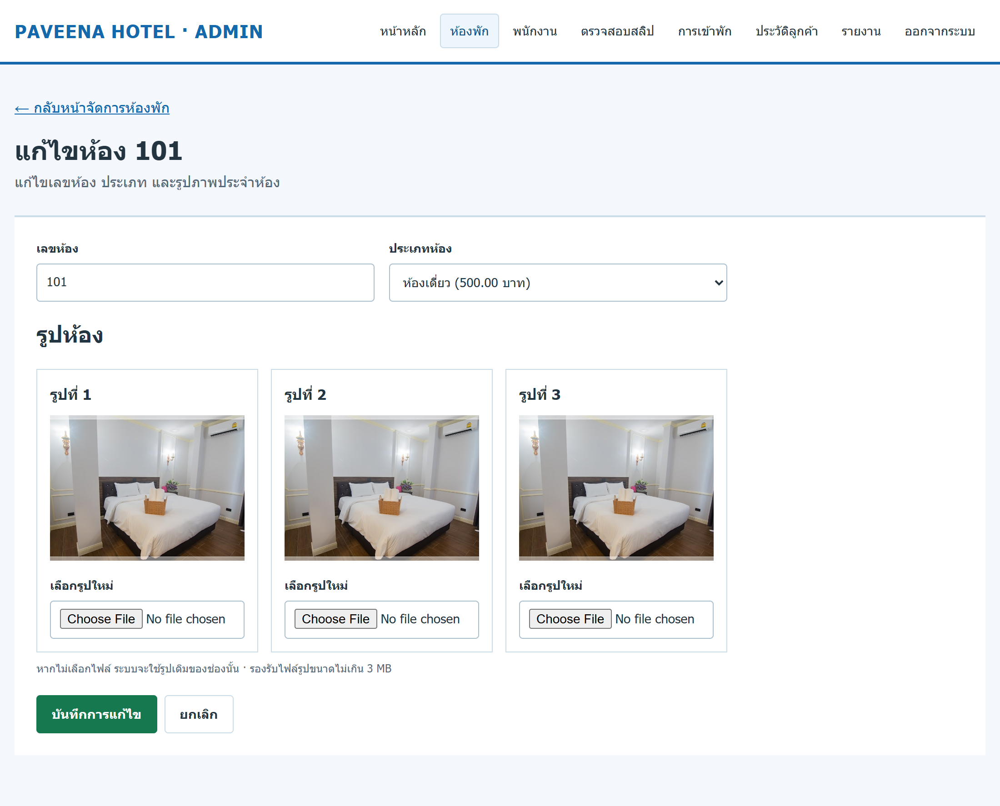 PAVEENA HOTEL · ADMIN
หน้าหลัก ห้องพัก พนักงาน ตรวจสอบสลิป การเข้าพัก ประวัติลูกค้า รายงาน ออกจากระบบ
← กลับหน้าจัดการห้องพัก
แก้ไขห้อง 101
แก้ไขเลขห้อง ประเภท และรูปภาพประจำห้อง
เลขห้อง ประเภทห้อง
101 ห้องเดี่ยว (500.00 บาท)
รูปห้อง
รูปที่ 1 รูปที่ 2 รูปที่ 3
เลือกรูปใหม่ เลือกรูปใหม่ เลือกรูปใหม่
Choose File No file chosen Choose File No file chosen Choose File No file chosen
หากไม่เลือกไฟล์ ระบบจะใช้รูปเดิมของช่องนั้น · รองรับไฟล์รูปขนาดไม่เกิน 3 MB
บันทึกการแก้ไข ยกเลิก